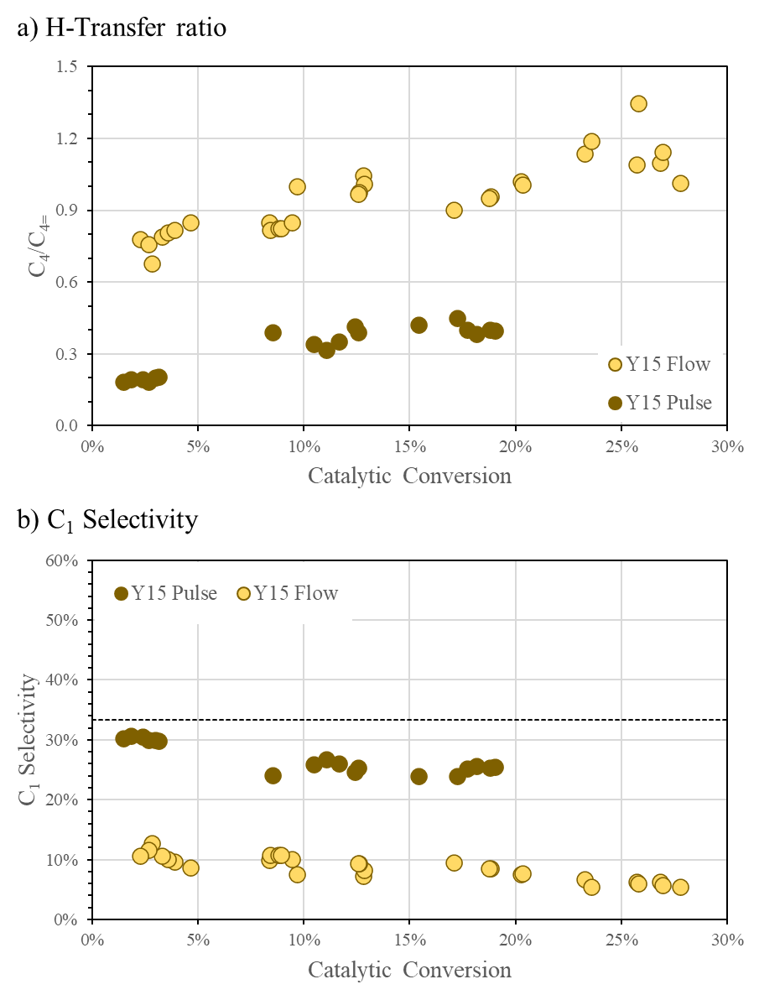 a) H-Transfer ratio
1.5
1.2
0.9
0.6
0.3
0.0
C4/C4=
Y15 Flow
Y15 Pulse
0% 5% 10% 15% 20% 25% 30%
Catalytic Conversion
b) C1 Selectivity
60%
50%
40%
30%
20%
10%
0%
C1 Selectivity
Y15 Pulse Y15 Flow
0% 5% 10% 15% 20% 25% 30%
Catalytic Conversion